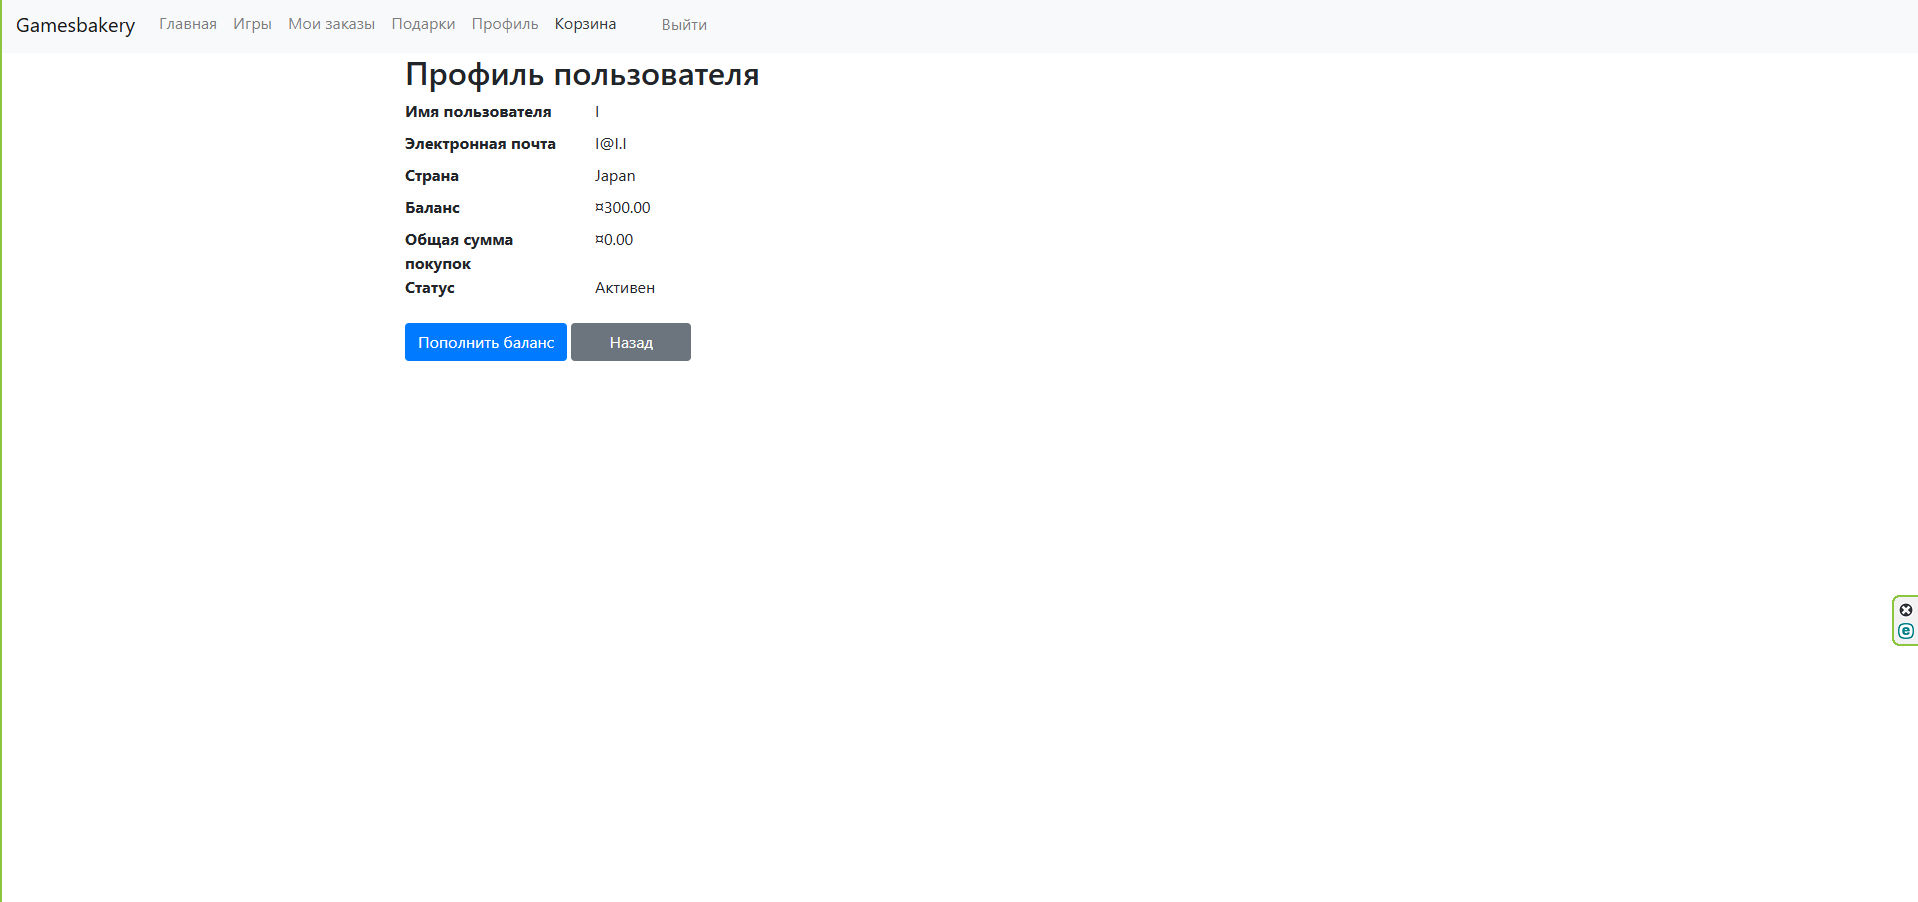 Gamesbakery Главная Игры Мои заказы Подарки Профиль Корзина Выйти
Профиль пользователя
Имя пользователя I
Электронная почта I@I.I
Страна Japan
Баланс ¤300.00
Общая сумма покупок ¤0.00
Статус Активен
Пополнить баланс Назад
e